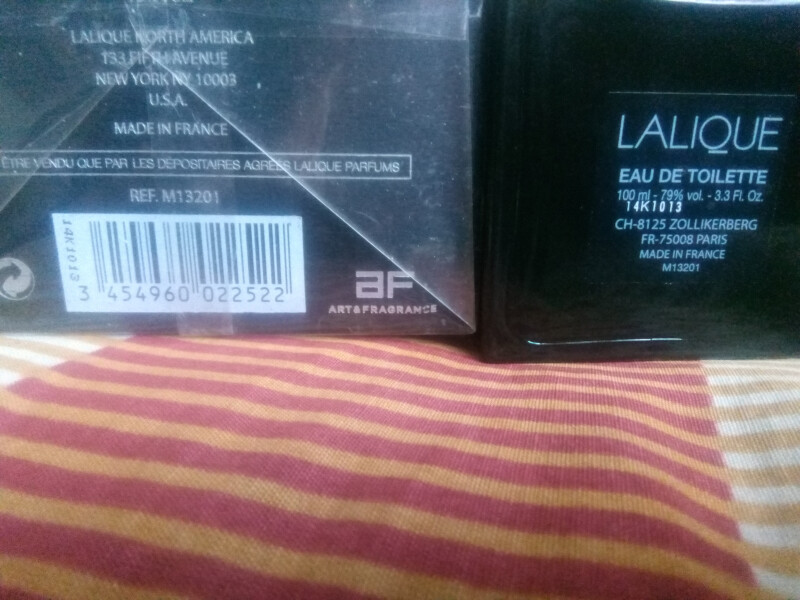 LALIQUE NORTH AMERICA
133 FIFTH AVENUE
NEW YORK NY 10003
U.S.A.
MADE IN FRANCE
ÊTRE VENDU QUE PAR LES DÉPOSITAIRES AGRÉÉS LALIQUE PARFUMS
REF. M13201
14K1013
3 454960 022522
AF
ART&FRAGRANCE
LALIQUE
EAU DE TOILETTE
100 ml - 79% vol. - 3.3 Fl. Oz.
14K1013
CH-8125 ZOLLIKERBERG
FR-75008 PARIS
MADE IN FRANCE
M13201